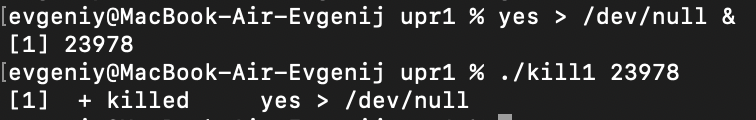 [evgeniy@MacBook-Air-Evgenij upr1 % yes > /dev/null &
[1] 23978
[evgeniy@MacBook-Air-Evgenij upr1 % ./kill1 23978
[1]  + killed     yes > /dev/null